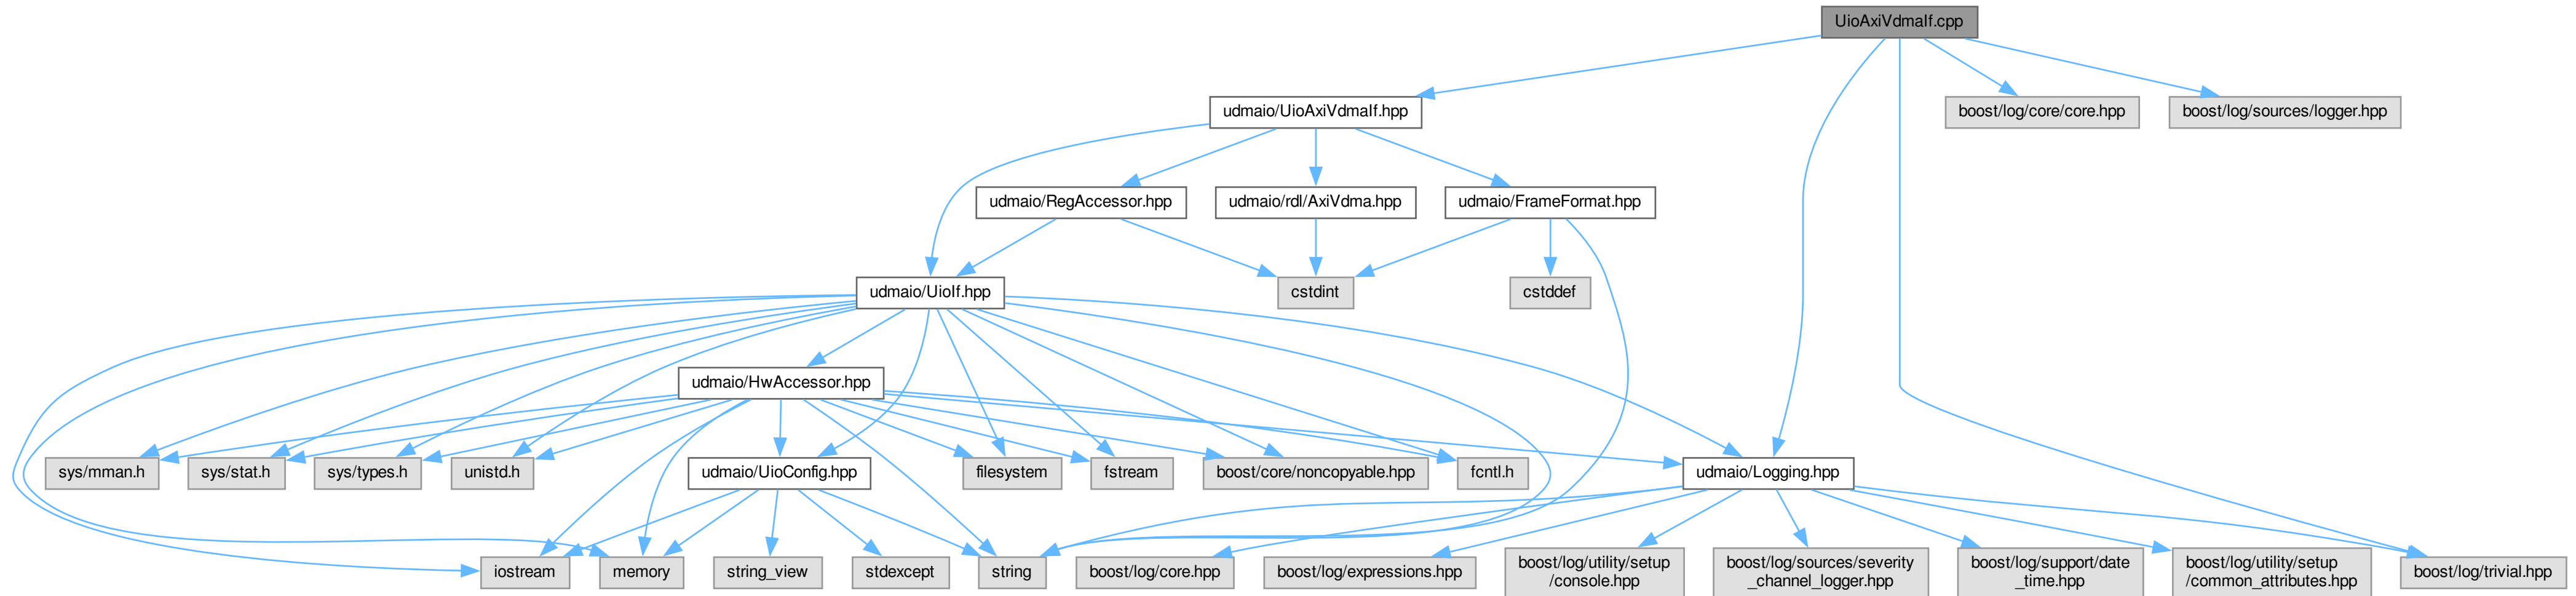 UioAxiVdmaIf.cpp
udmaio/UioAxiVdmaIf.hpp
boost/log/core/core.hpp
boost/log/sources/logger.hpp
udmaio/RegAccessor.hpp
udmaio/rdl/AxiVdma.hpp
udmaio/FrameFormat.hpp
udmaio/UioIf.hpp
cstdint
cstddef
udmaio/HwAccessor.hpp
sys/mman.h
sys/stat.h
sys/types.h
unistd.h
udmaio/UioConfig.hpp
filesystem
fstream
boost/core/noncopyable.hpp
fcntl.h
udmaio/Logging.hpp
iostream
memory
string_view
stdexcept
string
boost/log/core.hpp
boost/log/expressions.hpp
boost/log/utility/setup
/console.hpp
boost/log/sources/severity
_channel_logger.hpp
boost/log/support/date
_time.hpp
boost/log/utility/setup
/common_attributes.hpp
boost/log/trivial.hpp